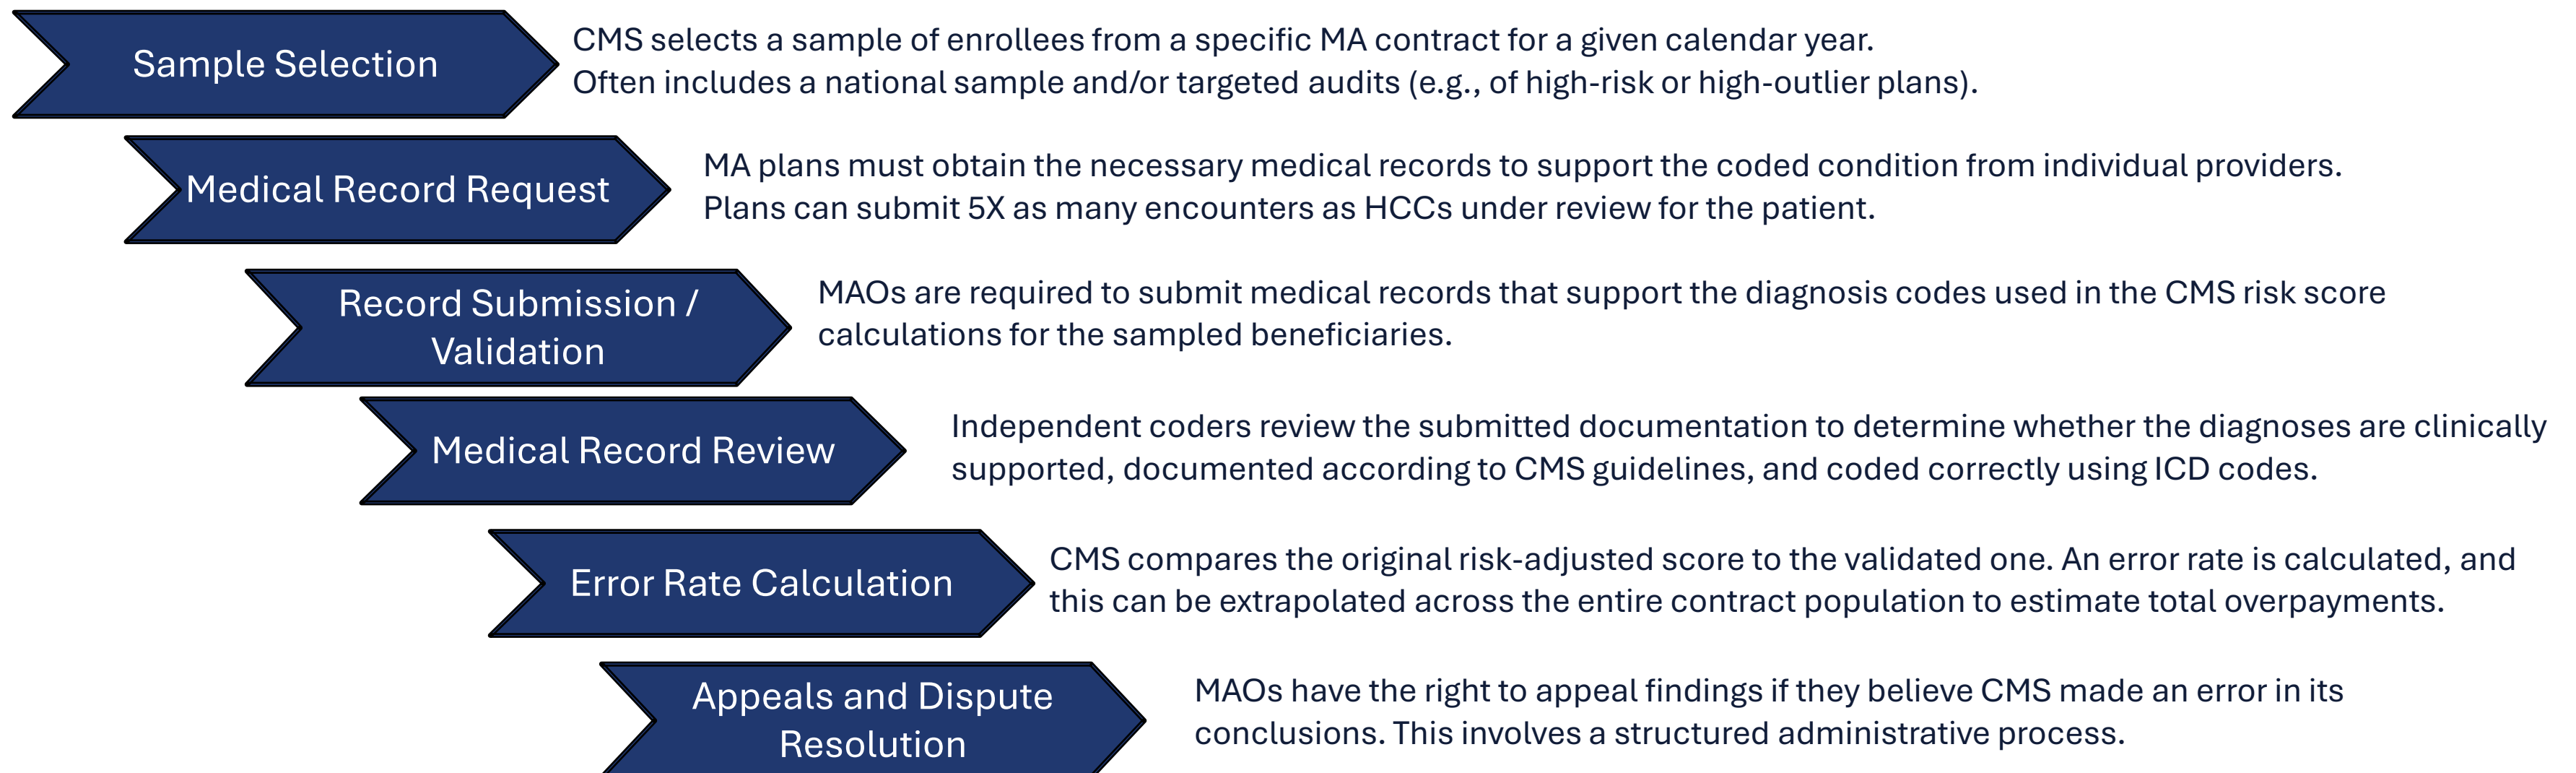 Sample Selection
CMS selects a sample of enrollees from a specific MA contract for a given calendar year.
Often includes a national sample and/or targeted audits (e.g., of high-risk or high-outlier plans).
Medical Record Request
MA plans must obtain the necessary medical records to support the coded condition from individual providers.
Plans can submit 5X as many encounters as HCCs under review for the patient.
Record Submission /
Validation
MAOs are required to submit medical records that support the diagnosis codes used in the CMS risk score
calculations for the sampled beneficiaries.
Medical Record Review
Independent coders review the submitted documentation to determine whether the diagnoses are clinically
supported, documented according to CMS guidelines, and coded correctly using ICD codes.
Error Rate Calculation
CMS compares the original risk-adjusted score to the validated one. An error rate is calculated, and
this can be extrapolated across the entire contract population to estimate total overpayments.
Appeals and Dispute
Resolution
MAOs have the right to appeal findings if they believe CMS made an error in its
conclusions. This involves a structured administrative process.